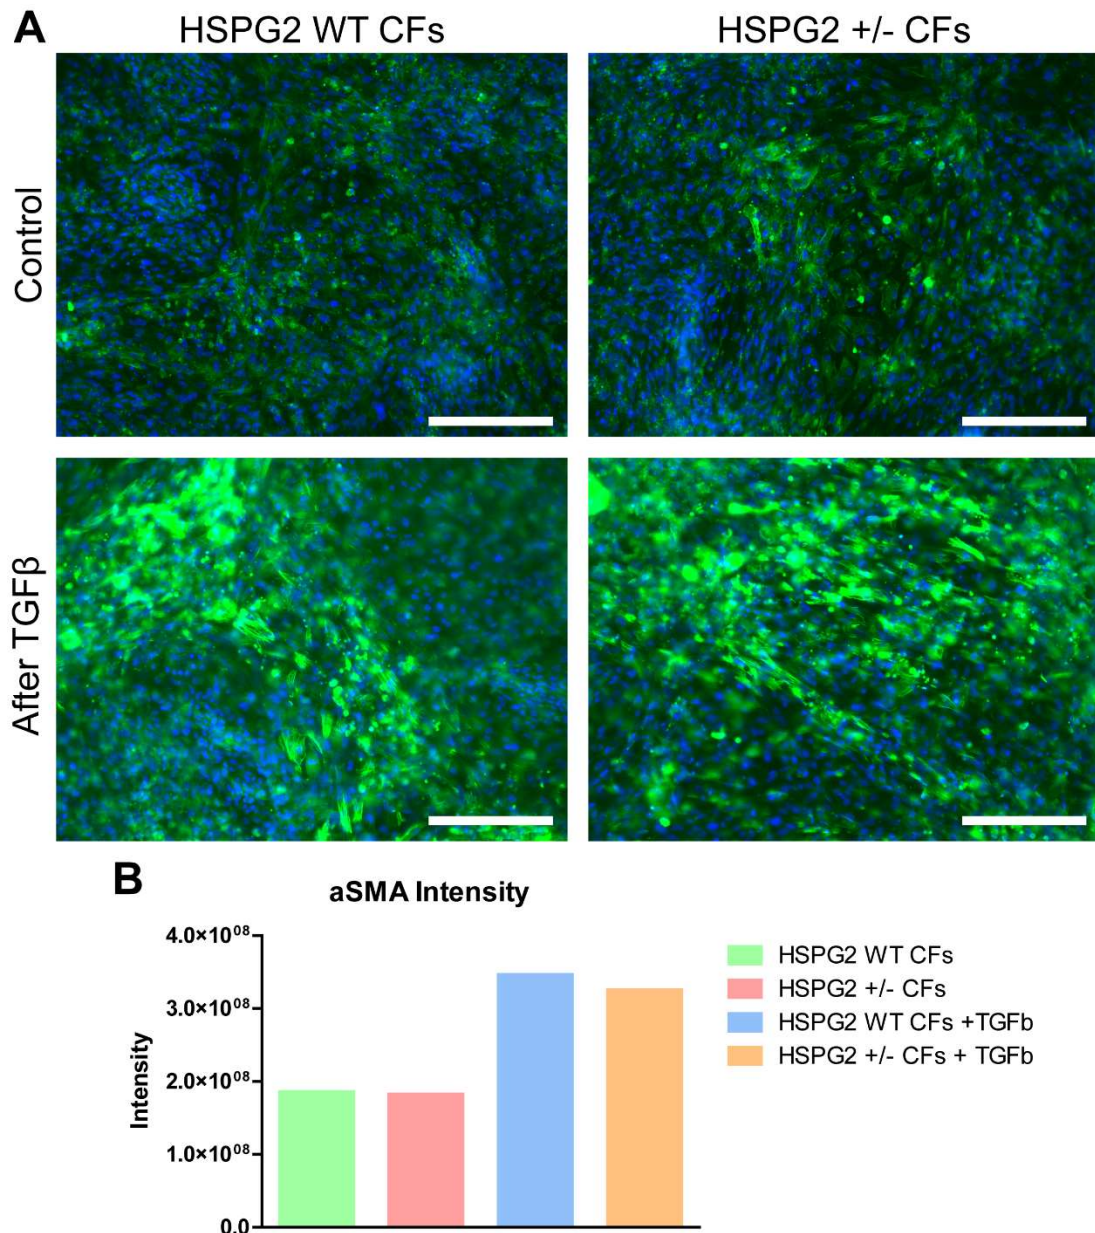 A
HSPG2 WT CFs
HSPG2 +/- CFs
Control
After TGFβ
B
aSMA Intensity
Intensity
4.0×10⁰⁸
3.0×10⁰⁸
2.0×10⁰⁸
1.0×10⁰⁸
0.0
HSPG2 WT CFs
HSPG2 +/- CFs
HSPG2 WT CFs +TGFb
HSPG2 +/- CFs + TGFb